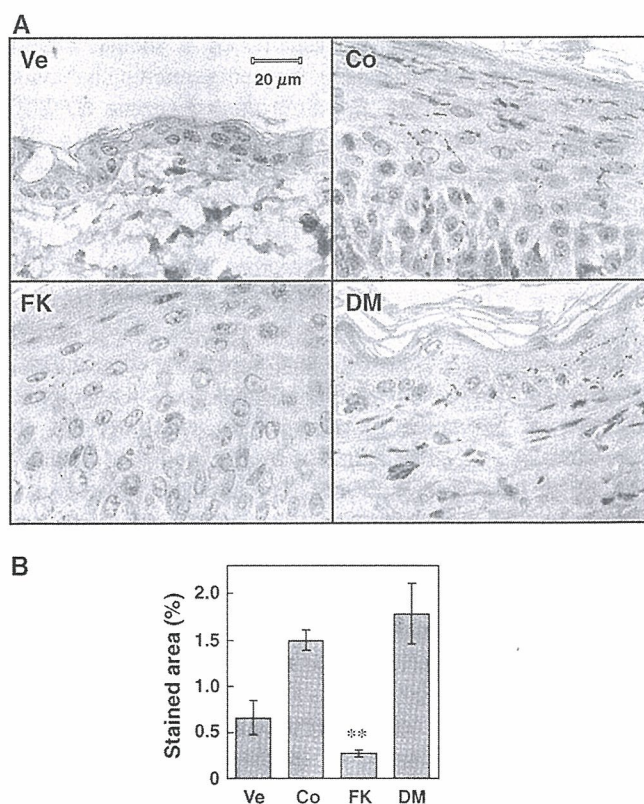 A
Ve
20 µm
Co
FK
DM
B
Stained area (%)
2.0
1.5
1.0
0.5
0
**
Ve Co FK DM